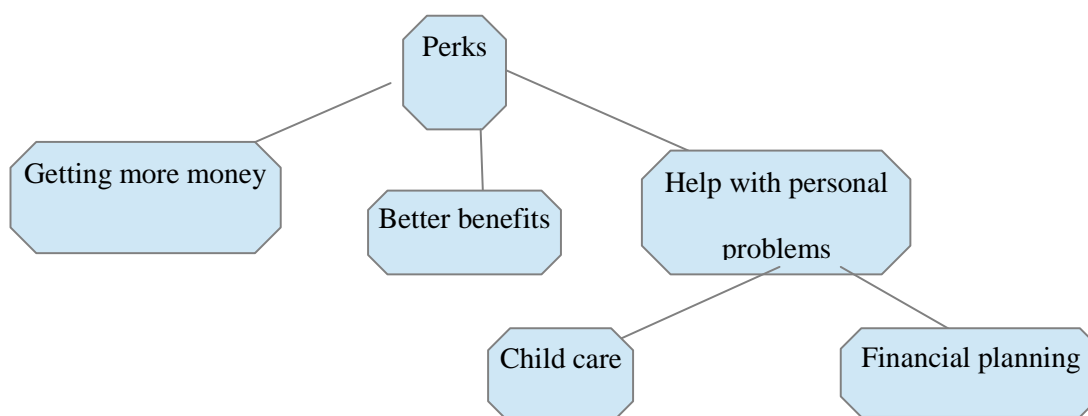 Perks
Getting more money
Better benefits
Help with personal
problems
Child care
Financial planning